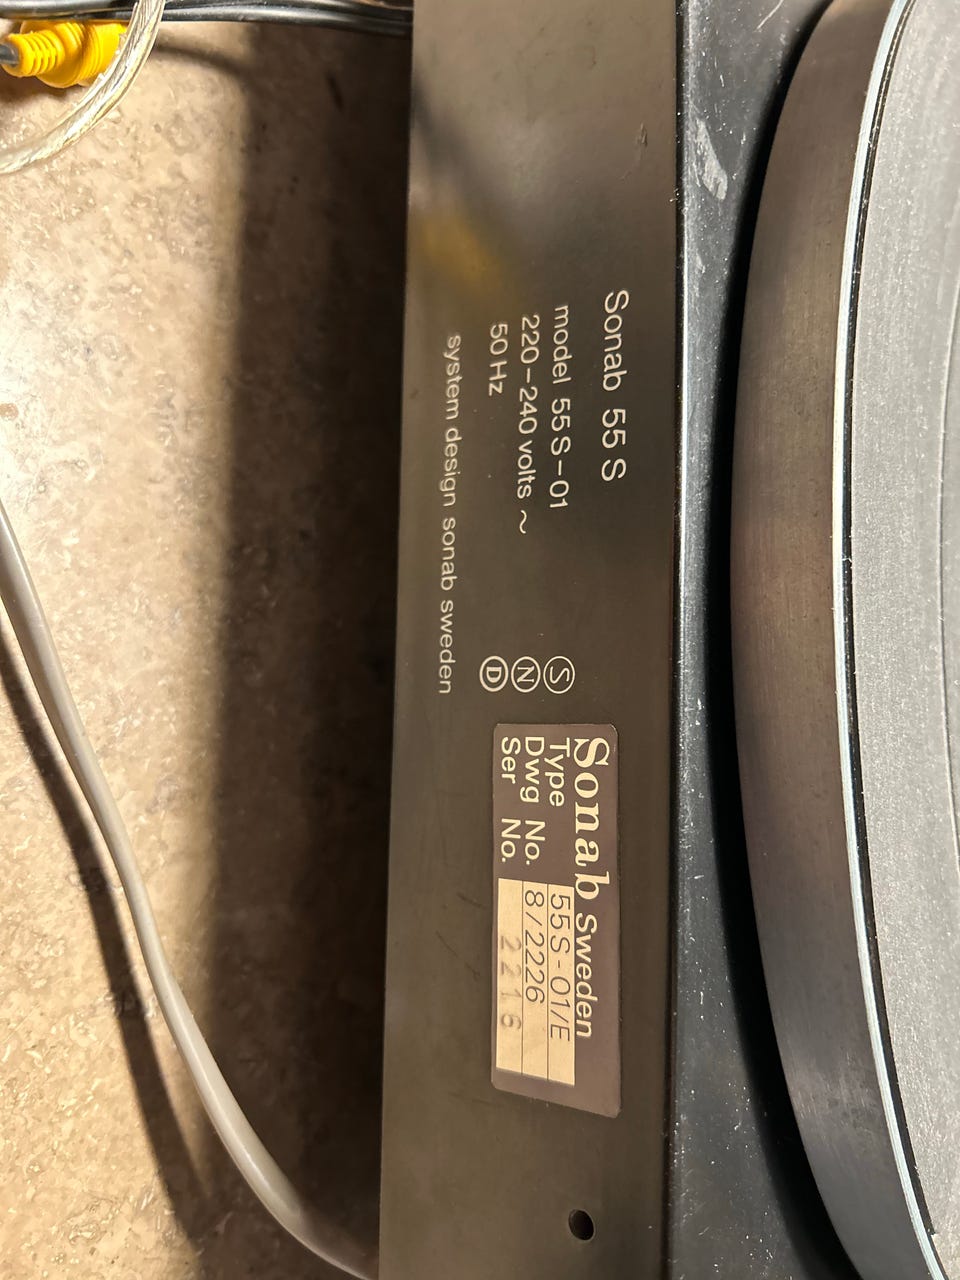 Sonab 55 S
model 55 S-01
220-240 volts ~
50 Hz
system design sonab sweden
S
N
D
Sonab Sweden
Type 55S-01/E
Dwg No. 8/2226
Ser No. 2216